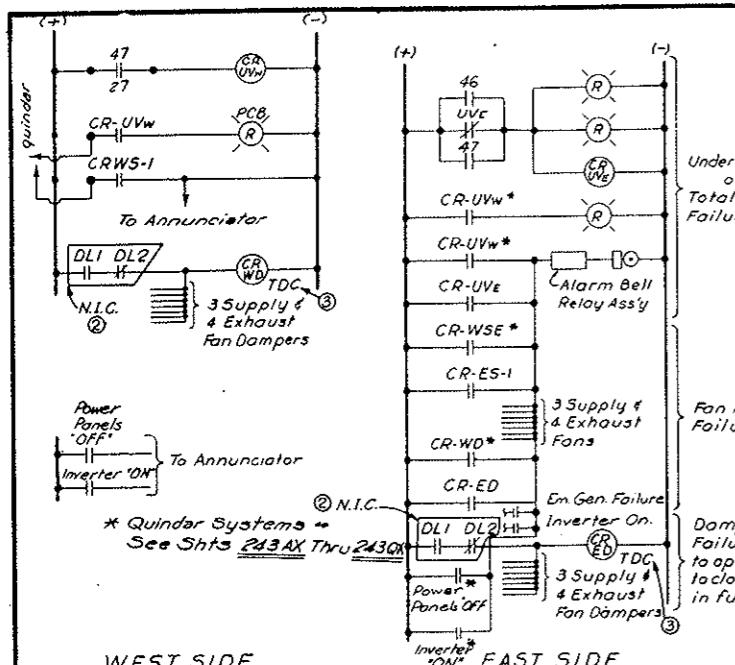 (+)
(-)
47
27
CR
UVW
quindar
CR-UVW
PCB
R
CRWS-1
To Annunciator
DL1 DL2
CR
WD
TDC
③
N.I.C.
②
3 Supply &
4 Exhaust
Fan Dampers
Power
Panels
"OFF"
Inverter "ON"
To Annunciator
* Quindar Systems -
See Shts 243AX Thru 243QX
WEST SIDE
(+)
(-)
46
UVE
47
R
R
CR
UVE
CR-UVW *
R
CR-UVW *
Alarm Bell
Relay Ass'y
CR-UVE
CR-WSE *
CR-ES-1
3 Supply &
4 Exhaust
Fans
CR-WD *
CR-ED
Em. Gen. Failure
② N.I.C.
Inverter On.
DL1 DL2
CR
ED
TDC
③
Power *
Panels "OFF
3 Supply &
4 Exhaust
Fan Dampers
Inverter *
"ON"
EAST SIDE
Under
o
Total
Failu
Fan
Failu
Dam
Failu
to op
to clo
in fu